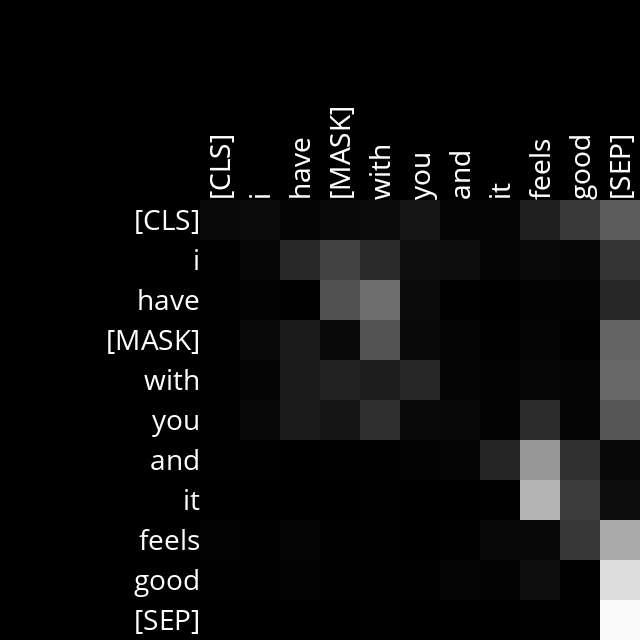 [CLS] i have [MASK] with you and it feels good [SEP]
[CLS]
i
have
[MASK]
with
you
and
it
feels
good
[SEP]